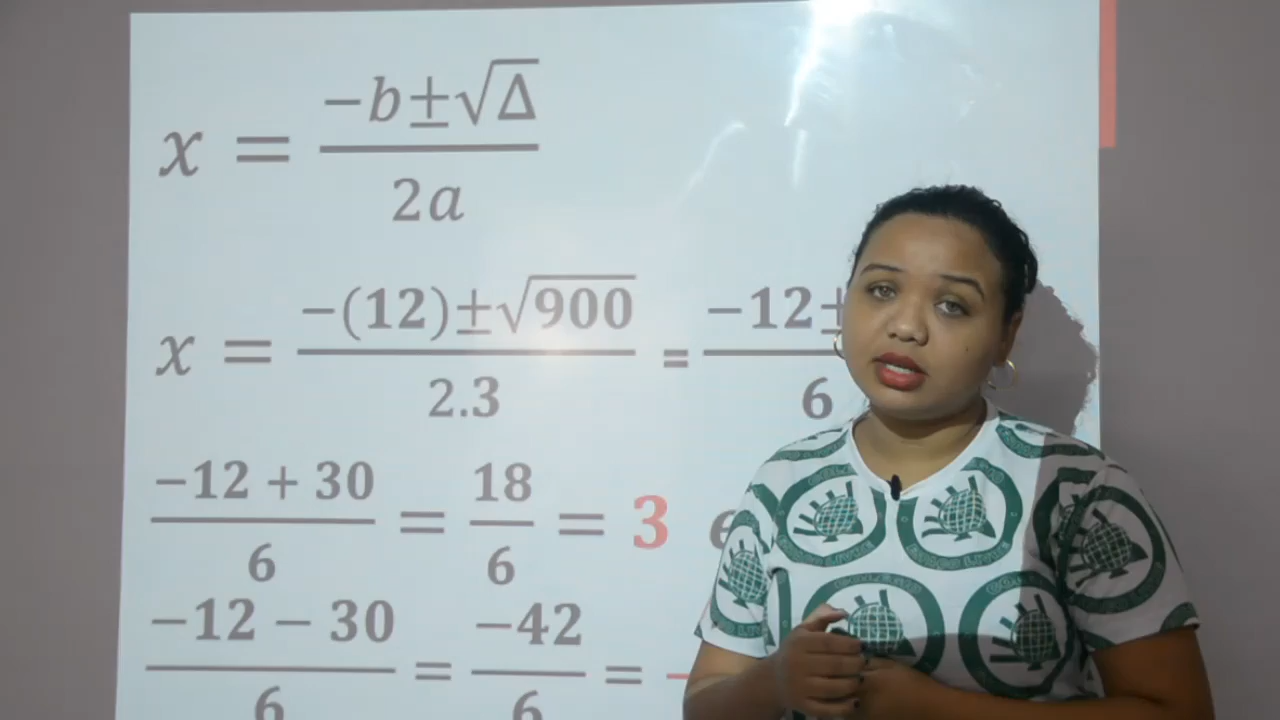 x = −b±√Δ / 2a
x = −(12)±√900 / 2.3 = −12± / 6
−12 + 30 / 6 = 18 / 6 = 3 e
−12 − 30 / 6 = −42 / 6 = −